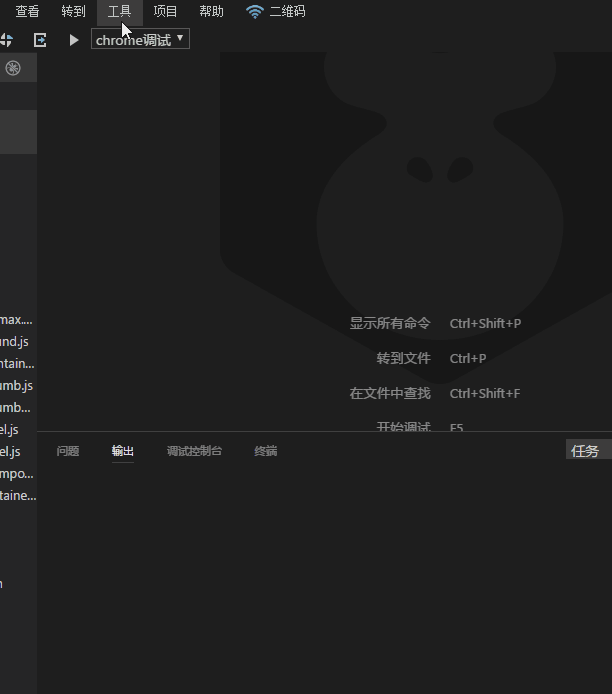 查看 转到 工具 项目 帮助 二维码
chrome调试
max....
und.js
ntain...
umb.js
umb...
el.js
el.js
mpo...
taine...
显示所有命令 Ctrl+Shift+P
转到文件 Ctrl+P
在文件中查找 Ctrl+Shift+F
开始调试 F5
问题 输出 调试控制台 终端 任务